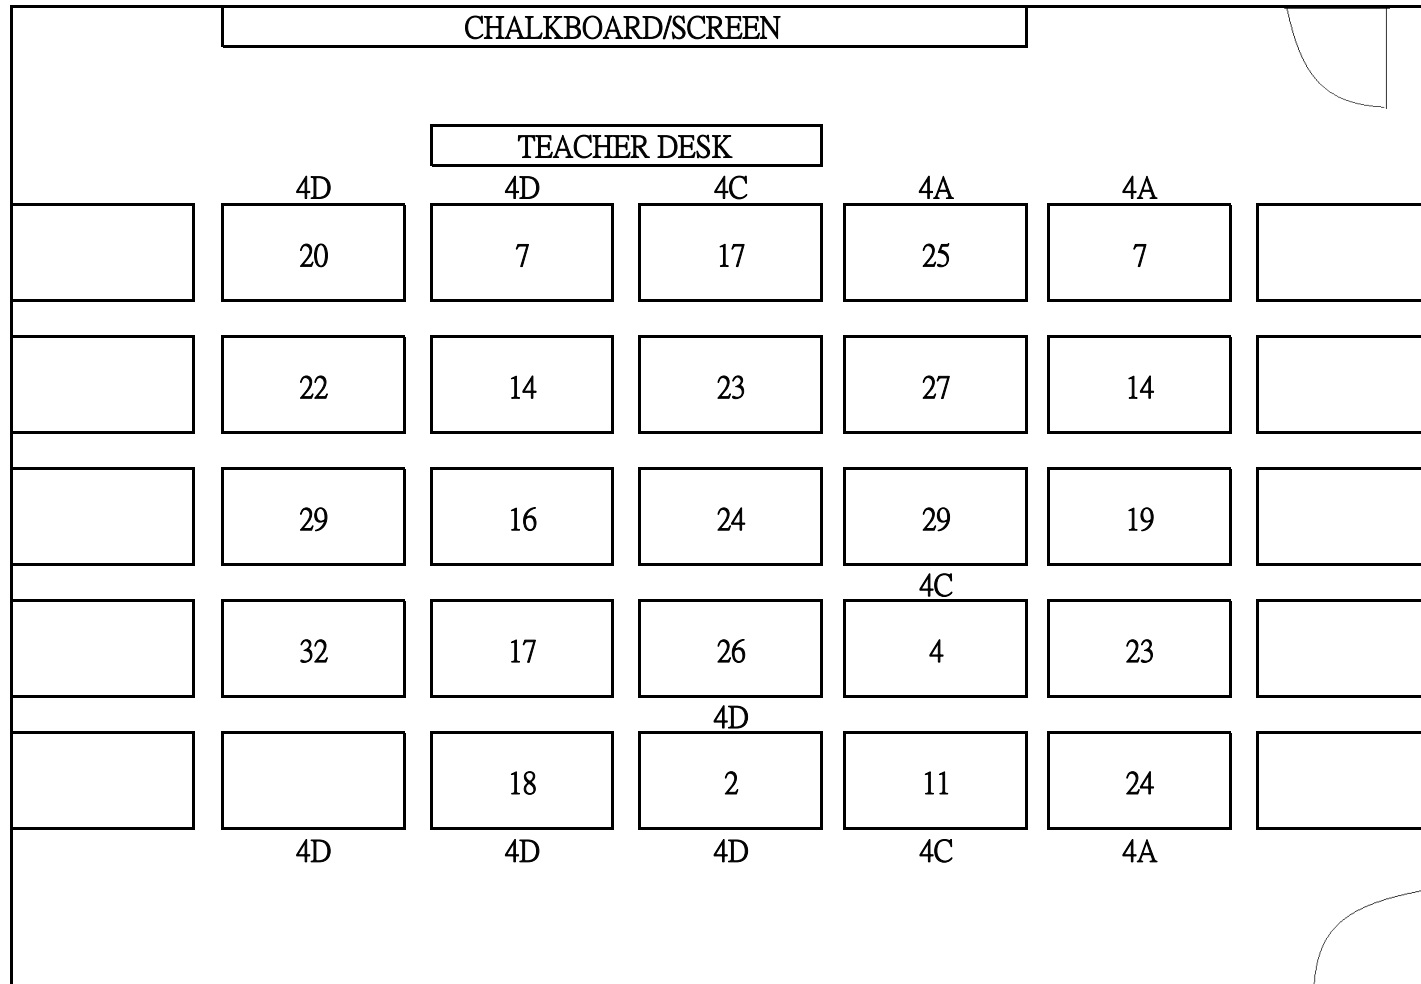 CHALKBOARD/SCREEN
TEACHER DESK
4D 4D 4C 4A 4A
20 7 17 25 7
22 14 23 27 14
29 16 24 29 19
4C
32 17 26 4 23
4D
18 2 11 24
4D 4D 4D 4C 4A